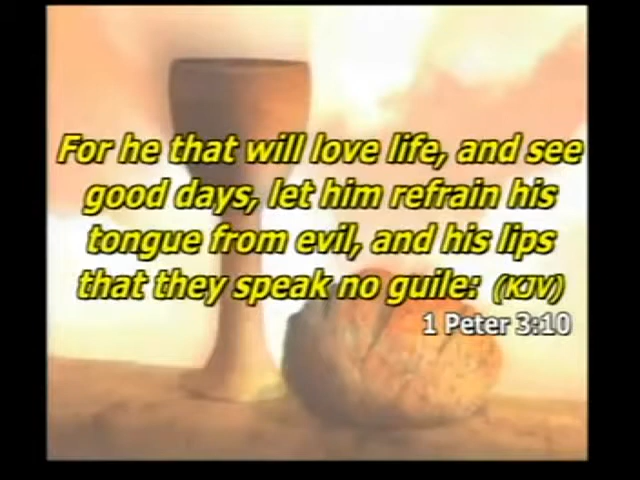 For he that will love life, and see
good days, let him refrain his
tongue from evil, and his lips
that they speak no guile: (KJV)
1 Peter 3:10